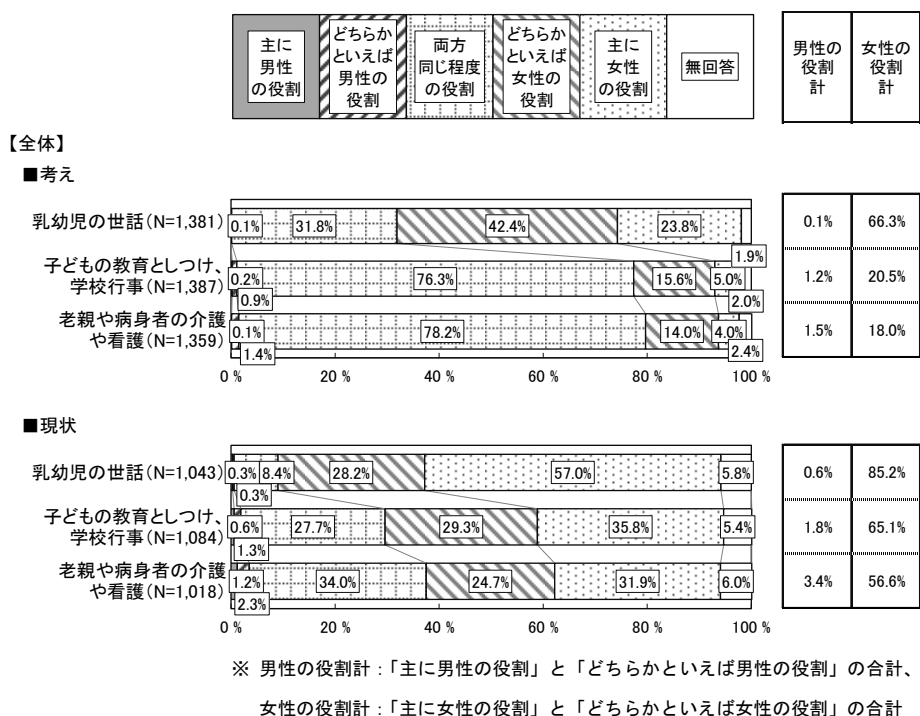 主に
男性
の役割
どちらか
といえば
男性の
役割
両方
同じ程度
の役割
どちらか
といえば
女性の
役割
主に
女性
の役割
無回答
男性の
役割
計
女性の
役割
計
【全体】
■考え
乳幼児の世話(N=1,381)
0.1%
31.8%
42.4%
23.8%
1.9%
0.1%
66.3%
子どもの教育としつけ、
学校行事(N=1,387)
0.2%
0.9%
76.3%
15.6%
5.0%
2.0%
1.2%
20.5%
老親や病身者の介護
や看護(N=1,359)
0.1%
1.4%
78.2%
14.0%
4.0%
2.4%
1.5%
18.0%
0% 20% 40% 60% 80% 100%
■現状
乳幼児の世話(N=1,043)
0.3%
0.3%
8.4%
28.2%
57.0%
5.8%
0.6%
85.2%
子どもの教育としつけ、
学校行事(N=1,084)
0.6%
1.3%
27.7%
29.3%
35.8%
5.4%
1.8%
65.1%
老親や病身者の介護
や看護(N=1,018)
1.2%
2.3%
34.0%
24.7%
31.9%
6.0%
3.4%
56.6%
0% 20% 40% 60% 80% 100%
※ 男性の役割計：「主に男性の役割」と「どちらかといえば男性の役割」の合計、
女性の役割計：「主に女性の役割」と「どちらかといえば女性の役割」の合計